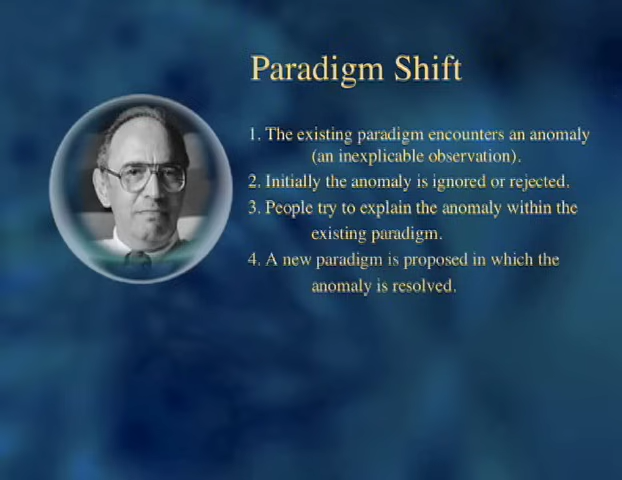 Paradigm Shift
1. The existing paradigm encounters an anomaly
(an inexplicable observation).
2. Initially the anomaly is ignored or rejected.
3. People try to explain the anomaly within the
existing paradigm.
4. A new paradigm is proposed in which the
anomaly is resolved.